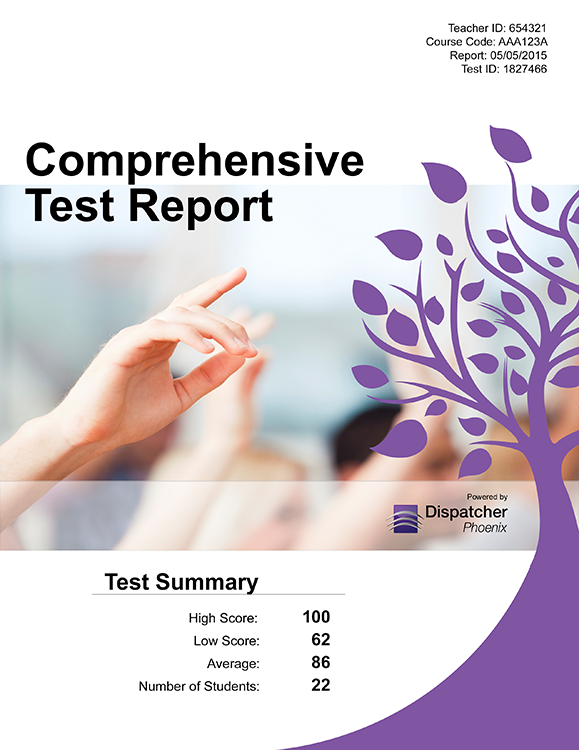 Teacher ID: 654321
Course Code: AAA123A
Report: 05/05/2015
Test ID: 1827466
Comprehensive
Test Report
Powered by
Dispatcher
Phoenix
Test Summary
High Score: 100
Low Score: 62
Average: 86
Number of Students: 22